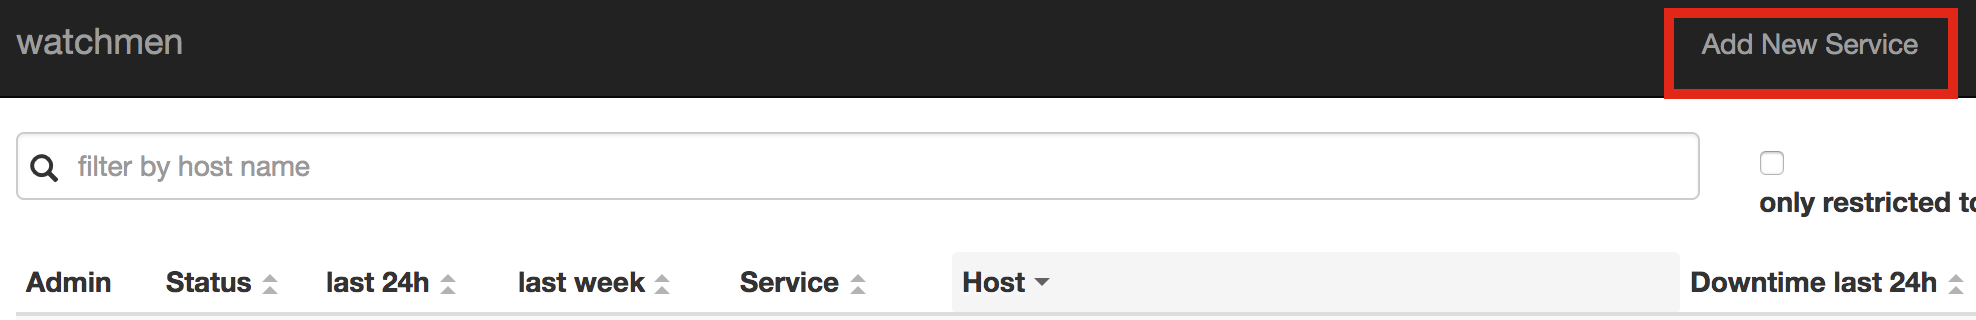 watchmen Add New Service
filter by host name
only restricted
Admin Status last 24h last week Service Host Downtime last 24h